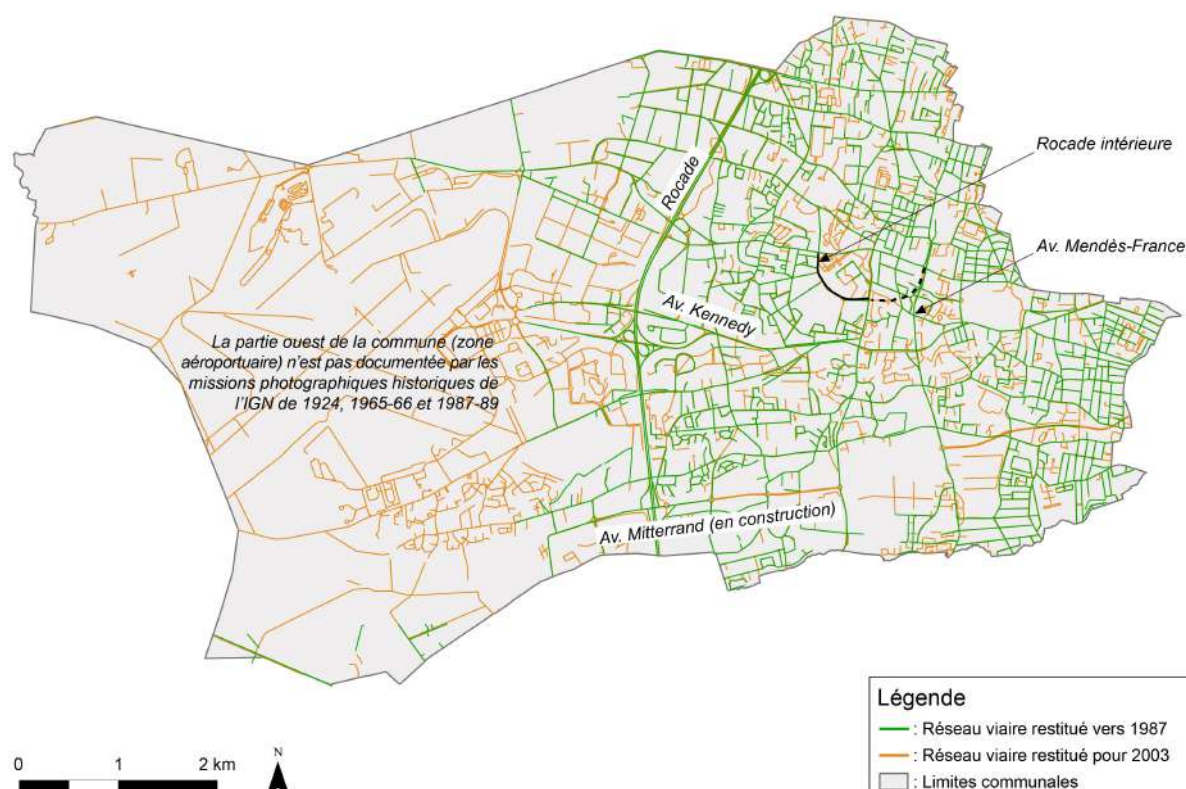 Rocade intérieure
Rocade
Av. Mendès-France
Av. Kennedy
La partie ouest de la commune (zone
aéroportuaire) n'est pas documentée par les
missions photographiques historiques de
l'IGN de 1924, 1965-66 et 1987-89
Av. Mitterrand (en construction)
Légende
: Réseau viaire restitué vers 1987
: Réseau viaire restitué pour 2003
: Limites communales
0 1 2 km
N